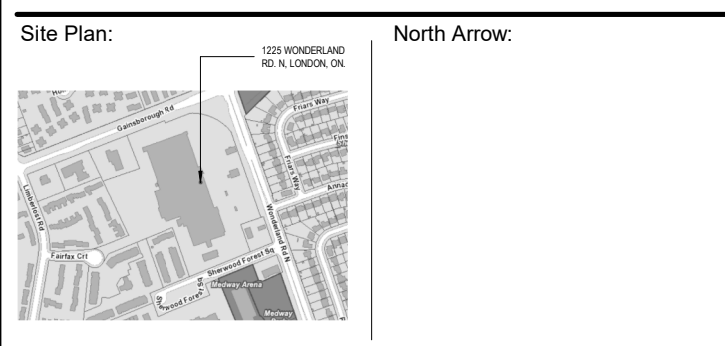 Site Plan:
North Arrow:
1225 WONDERLAND
RD. N, LONDON, ON.
Gainsborough Rd
Friars Way
Friars Way
Limberlost Rd
Fairfax Crt
Wonderland Rd N
Sherwood Forest Sq
Sherwood Forest Sq
Medway Arena
Medway